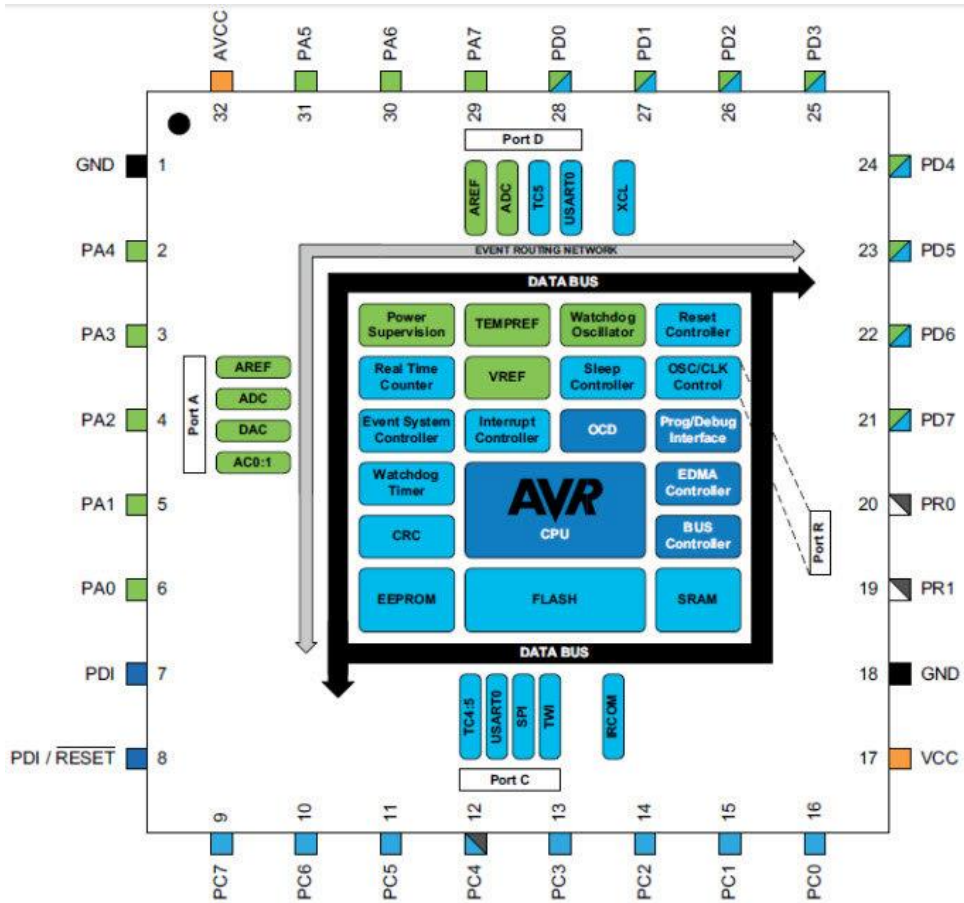 AVCC
PA5
PA6
PA7
PD0
PD1
PD2
PD3
32
31
30
29
28
27
26
25
Port D
GND 1
24 PD4
AREF
ADC
TC5
USART0
XCL
PA4 2
EVENT ROUTING NETWORK
23 PD5
DATA BUS
PA3 3
Power
Supervision
TEMPREF
Watchdog
Oscillator
Reset
Controller
22 PD6
Port A
AREF
ADC
DAC
AC0:1
Real Time
Counter
VREF
Sleep
Controller
OSC/CLK
Control
PA2 4
Event System
Controller
Interrupt
Controller
OCD
Prog/Debug
Interface
21 PD7
Watchdog
Timer
AVR
CPU
EDMA
Controller
PA1 5
20 PR0
CRC
BUS
Controller
Port R
PA0 6
EEPROM
FLASH
SRAM
19 PR1
DATA BUS
PDI 7
18 GND
TC4:5
USART0
SPI
TWI
IRCOM
PDI / RESET 8
17 VCC
Port C
9
10
11
12
13
14
15
16
PC7
PC6
PC5
PC4
PC3
PC2
PC1
PC0